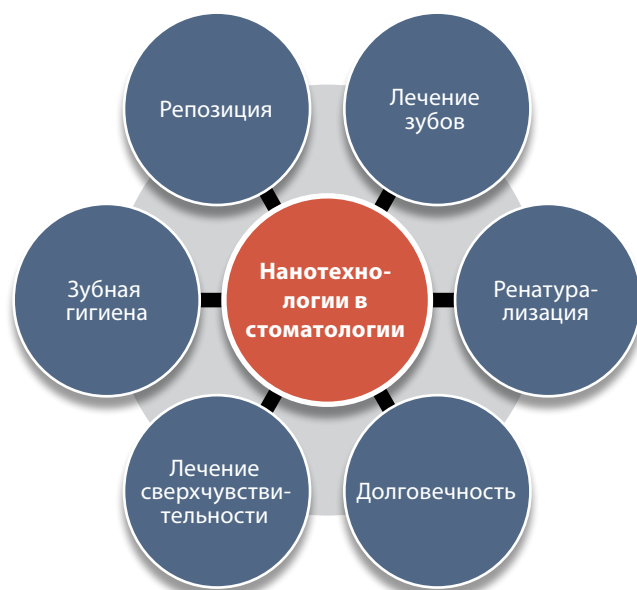 Репозиция
Лечение
зубов
Зубная
гигиена
Нанотехно-
логии в
стоматологии
Ренатура-
лизация
Лечение
сверхчувстви-
тельности
Долговечность